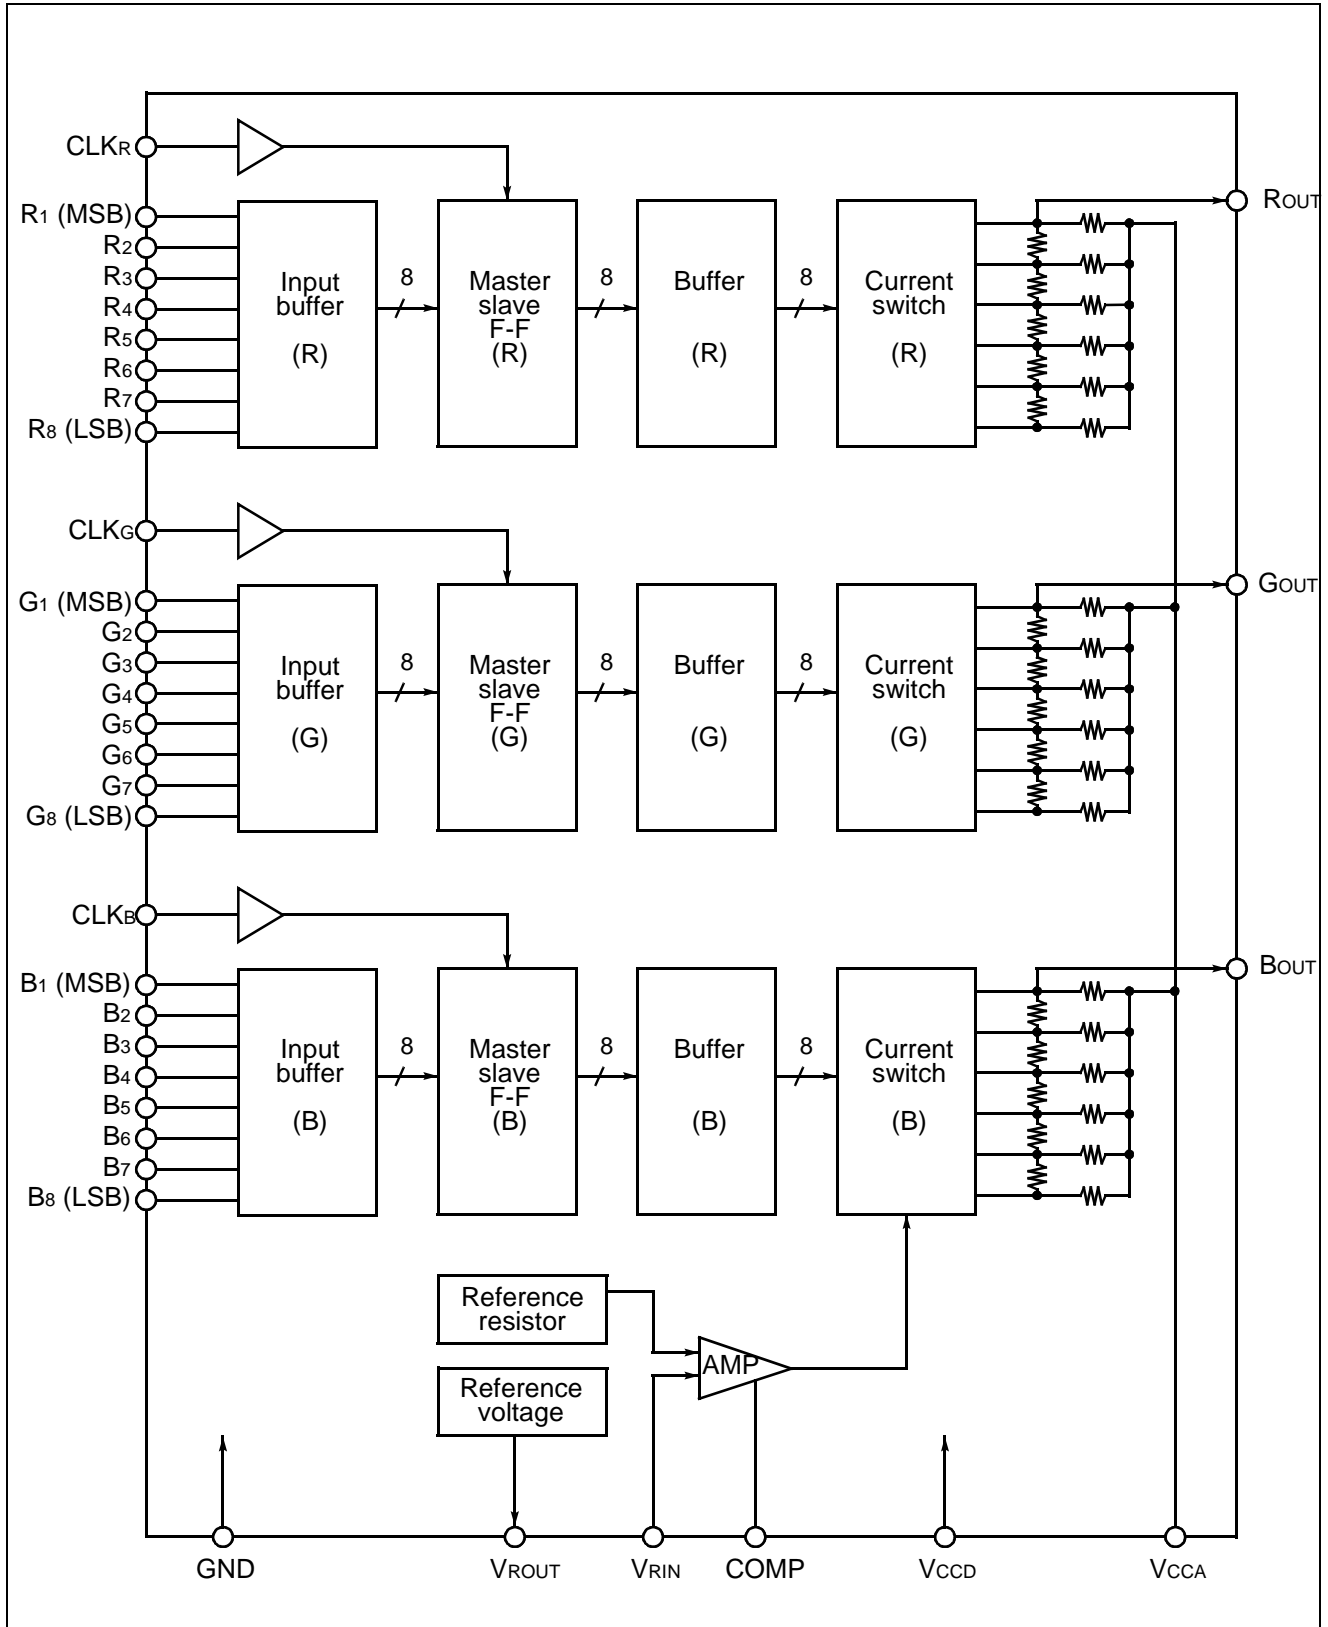 CLKR
R1 (MSB)
R2
R3
R4
R5
R6
R7
R8 (LSB)
Input
buffer
(R)
8
Master
slave
F-F
(R)
8
Buffer
(R)
8
Current
switch
(R)
ROUT
CLKG
G1 (MSB)
G2
G3
G4
G5
G6
G7
G8 (LSB)
Input
buffer
(G)
8
Master
slave
F-F
(G)
8
Buffer
(G)
8
Current
switch
(G)
GOUT
CLKB
B1 (MSB)
B2
B3
B4
B5
B6
B7
B8 (LSB)
Input
buffer
(B)
8
Master
slave
F-F
(B)
8
Buffer
(B)
8
Current
switch
(B)
BOUT
Reference
resistor
AMP
Reference
voltage
GND
VROUT
VRIN
COMP
VCCD
VCCA